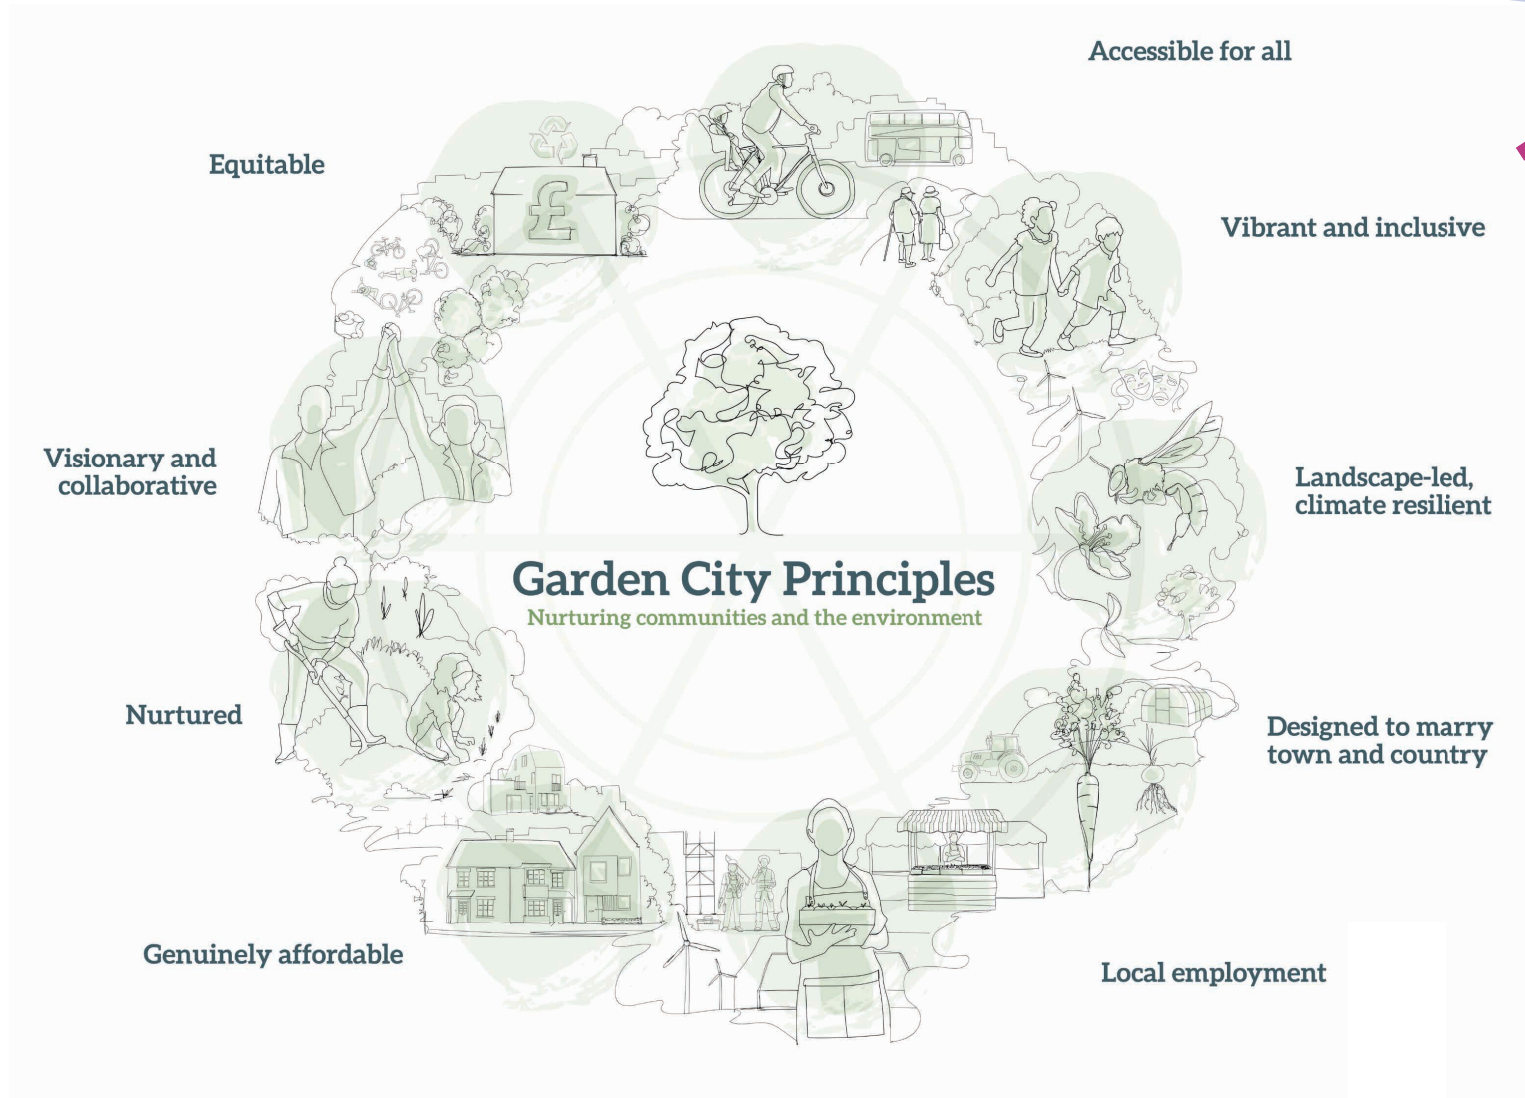 Accessible for all
Equitable
£
Vibrant and inclusive
Visionary and
collaborative
Landscape-led,
climate resilient
Garden City Principles
Nurturing communities and the environment
Nurtured
Designed to marry
town and country
Genuinely affordable
Local employment